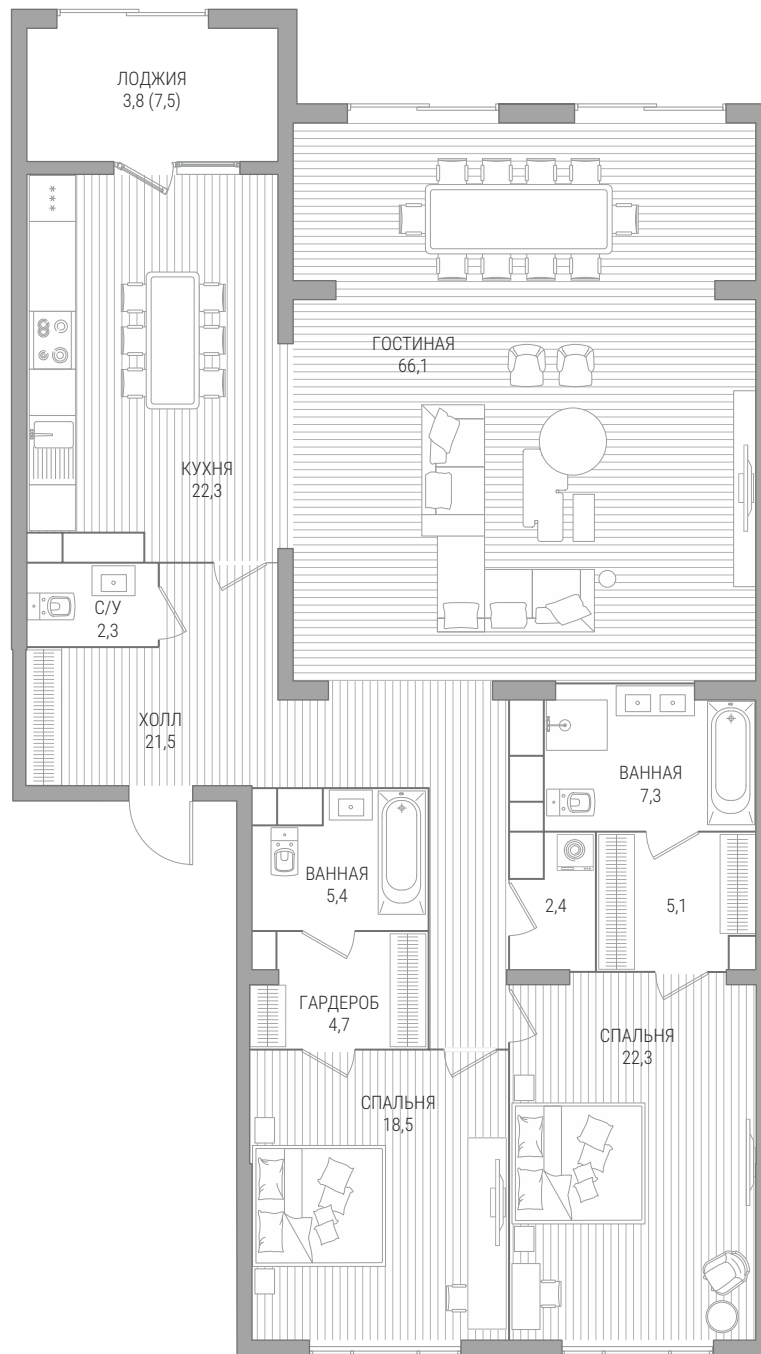 ЛОДЖИЯ
3,8 (7,5)
ГОСТИНАЯ
66,1
КУХНЯ
22,3
С/У
2,3
ХОЛЛ
21,5
ВАННАЯ
7,3
ВАННАЯ
5,4
2,4
5,1
ГАРДЕРОБ
4,7
СПАЛЬНЯ
22,3
СПАЛЬНЯ
18,5